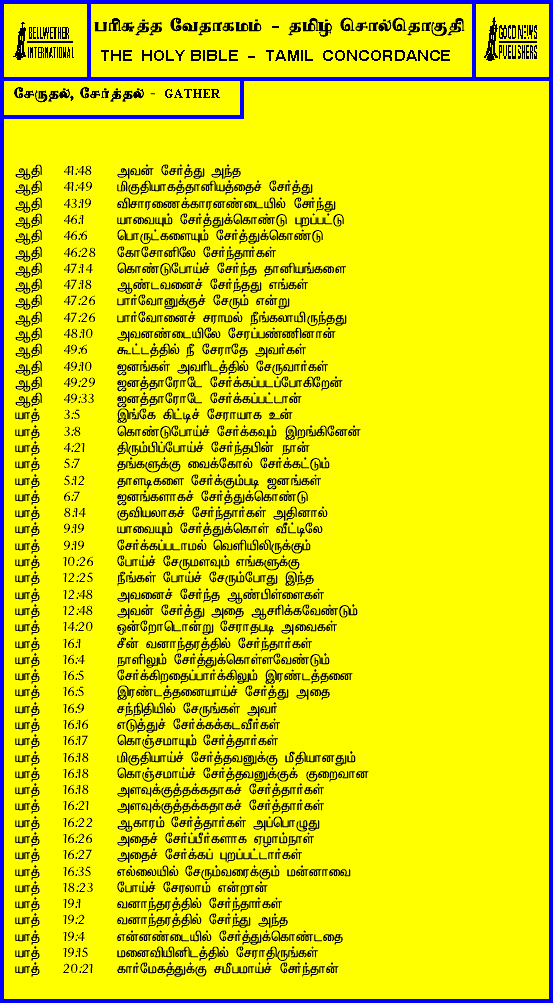 BELLWETHER
INTERNATIONAL
பரிசுத்த வேதாகமம் - தமிழ் சொல்தொகுதி
THE HOLY BIBLE - TAMIL CONCORDANCE
GOOD NEWS
PUBLISHERS
சேருதல், சேர்த்தல் - GATHER
ஆதி 41:48 அவன் சேர்த்து அந்த
ஆதி 41:49 மிகுதியாகத்தானியத்தைச் சேர்த்து
ஆதி 43:19 விசாரணைக்காரனண்டையில் சேர்ந்து
ஆதி 46:1 யாவையும் சேர்த்துக்கொண்டு புறப்பட்டு
ஆதி 46:6 பொருட்களையும் சேர்த்துக்கொண்டு
ஆதி 46:28 கோசேனிலே சேர்ந்தார்கள்
ஆதி 47:14 கொண்டுபோய்ச் சேர்ந்த தானியங்களை
ஆதி 47:18 ஆண்டவனைச் சேர்ந்தது எங்கள்
ஆதி 47:26 பார்வோனுக்குச் சேரும் என்று
ஆதி 47:26 பார்வோனைச் சராமல் நீங்கலாயிருந்தது
ஆதி 48:10 அவனண்டையிலே சேரப்பண்ணினான்
ஆதி 49:6 கூட்டத்தில் நீ சேராதே அவர்கள்
ஆதி 49:10 ஜனங்கள் அவரிடத்தில் சேருவார்கள்
ஆதி 49:29 ஜனத்தாரோடே சேர்க்கப்படப்போகிறேன்
ஆதி 49:33 ஜனத்தாரோடே சேர்க்கப்பட்டான்
யாத் 3:5 இங்கே கிட்டிச் சேராயாக உன்
யாத் 3:8 கொண்டுபோய்ச் சேர்க்கவும் இறங்கினேன்
யாத் 4:21 திரும்பிப்போய்ச் சேர்ந்தபின் நான்
யாத் 5:7 தங்களுக்கு வைக்கோல் சேர்க்கட்டும்
யாத் 5:12 தாளடிகளை சேர்க்கும்படி ஜனங்கள்
யாத் 6:7 ஜனங்களாகச் சேர்த்துக்கொண்டு
யாத் 8:14 குவியலாகச் சேர்ந்தார்கள் அதினால்
யாத் 9:19 யாவையும் சேர்த்துக்கொள் வீட்டிலே
யாத் 9:19 சேர்க்கப்படாமல் வெளியிலிருக்கும்
யாத் 10:26 போய்ச் சேருமளவும் எங்களுக்கு
யாத் 12:25 நீங்கள் போய்ச் சேரும்போது இந்த
யாத் 12:48 அவனைச் சேர்ந்த ஆண்பிள்ளைகள்
யாத் 12:48 அவன் சேர்த்து அதை ஆசரிக்கவேண்டும்
யாத் 14:20 ஒன்றோடொன்று சேராதபடி அவைகள்
யாத் 16:1 சீன் வனாந்தரத்தில் சேர்ந்தார்கள்
யாத் 16:4 நாளிலும் சேர்த்துக்கொள்ளவேண்டும்
யாத் 16:5 சேர்க்கிறதைப்பார்க்கிலும் இரண்டத்தனை
யாத் 16:5 இரண்டத்தனையாய்ச் சேர்த்து அதை
யாத் 16:9 சந்நிதியில் சேருங்கள் அவர்
யாத் 16:16 எடுத்துச் சேர்க்கக்கடவீர்கள்
யாத் 16:17 கொஞ்சமாயும் சேர்த்தார்கள்
யாத் 16:18 மிகுதியாய்ச் சேர்த்தவனுக்கு மீதியானதும்
யாத் 16:18 கொஞ்சமாய்ச் சேர்த்தவனுக்குக் குறைவான
யாத் 16:18 அளவுக்குத்தக்கதாகச் சேர்த்தார்கள்
யாத் 16:21 அளவுக்குத்தக்கதாகச் சேர்த்தார்கள்
யாத் 16:22 ஆகாரம் சேர்த்தார்கள் அப்பொழுது
யாத் 16:26 அதைச் சேர்ப்பீர்களாக ஏழாம்நாள்
யாத் 16:27 அதைச் சேர்க்கப் புறப்பட்டார்கள்
யாத் 16:35 எல்லையில் சேரும்வரைக்கும் மன்னாவை
யாத் 18:23 போய்ச் சேரலாம் என்றான்
யாத் 19:1 வனாந்தரத்தில் சேர்ந்தார்கள்
யாத் 19:2 வனாந்தரத்தில் சேர்ந்து அந்த
யாத் 19:4 என்னண்டையில் சேர்த்துக்கொண்டதை
யாத் 19:15 மனைவியினிடத்தில் சேராதிருங்கள்
யாத் 20:21 கார்மேகத்துக்கு சமீபமாய்ச் சேர்ந்தான்